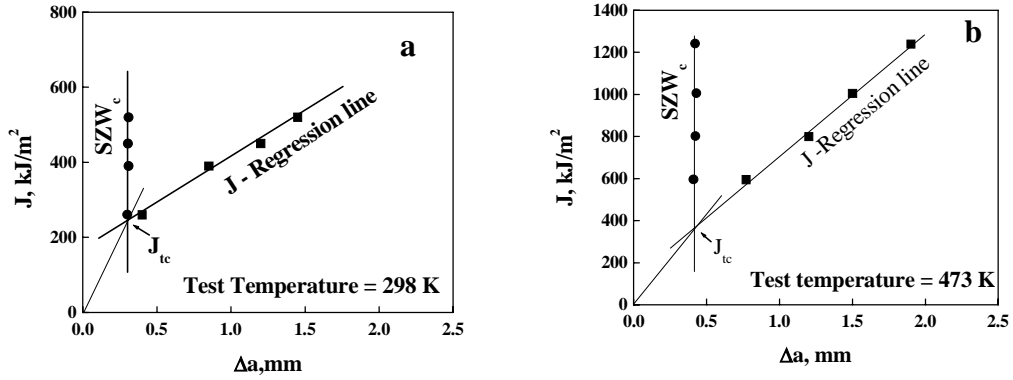 800
600
400
200
0
0.0 0.5 1.0 1.5 2.0 2.5
J, kJ/m²
Δa,mm
a
SZW_c
J - Regression line
J_tc
Test Temperature = 298 K
1400
1200
1000
800
600
400
200
0
0.0 0.5 1.0 1.5 2.0 2.5
J, kJ/m²
Δa, mm
b
SZW_c
J -Regression line
J_tc
Test temperature = 473 K